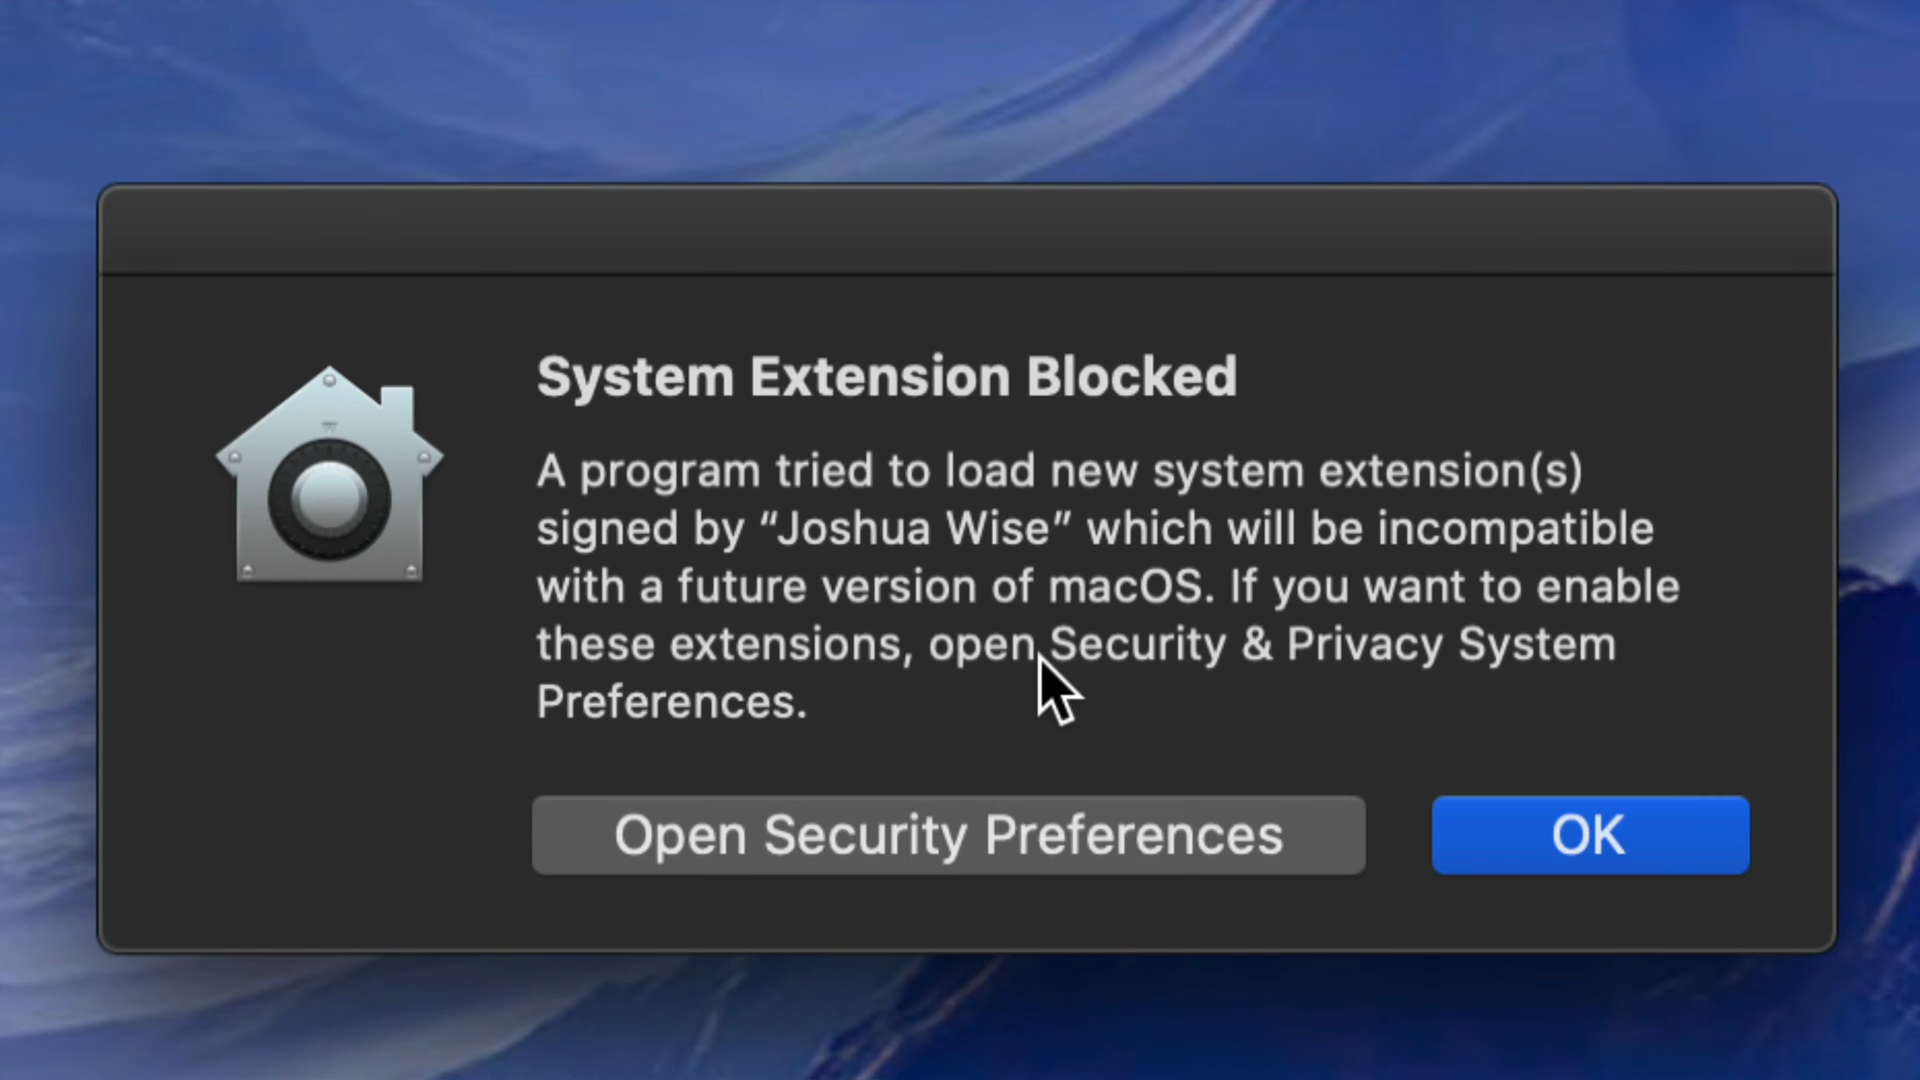 System Extension Blocked
A program tried to load new system extension(s)
signed by “Joshua Wise” which will be incompatible
with a future version of macOS. If you want to enable
these extensions, open Security & Privacy System
Preferences.
Open Security Preferences
OK